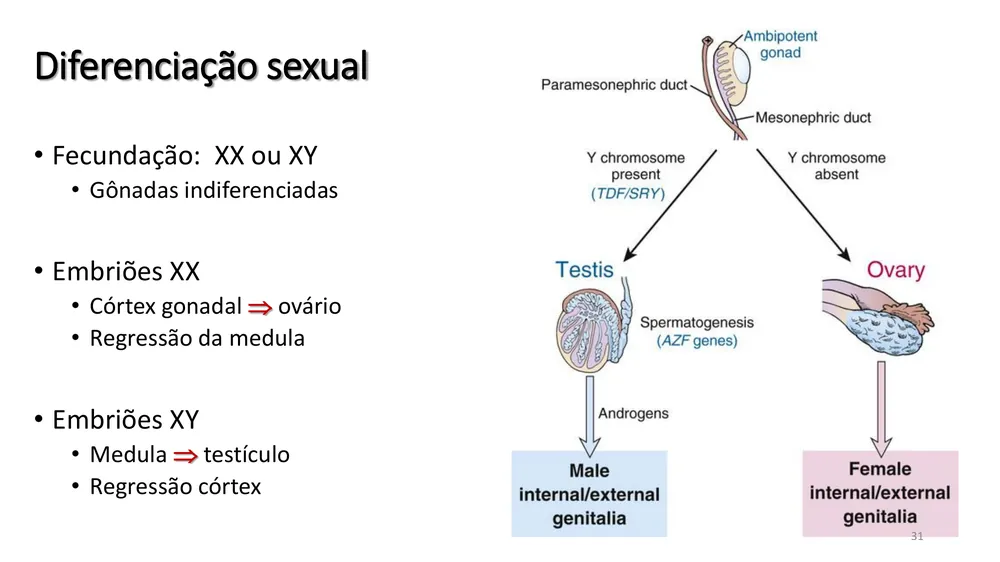 Diferenciação sexual
• Fecundação: XX ou XY
• Gônadas indiferenciadas
• Embriões XX
• Córtex gonadal ⇒ ovário
• Regressão da medula
• Embriões XY
• Medula ⇒ testículo
• Regressão córtex
Ambipotent
gonad
Paramesonephric duct
Mesonephric duct
Y chromosome
present
(TDF/SRY)
Y chromosome
absent
Testis
Ovary
Spermatogenesis
(AZF genes)
Androgens
Male
internal/external
genitalia
Female
internal/external
genitalia
31